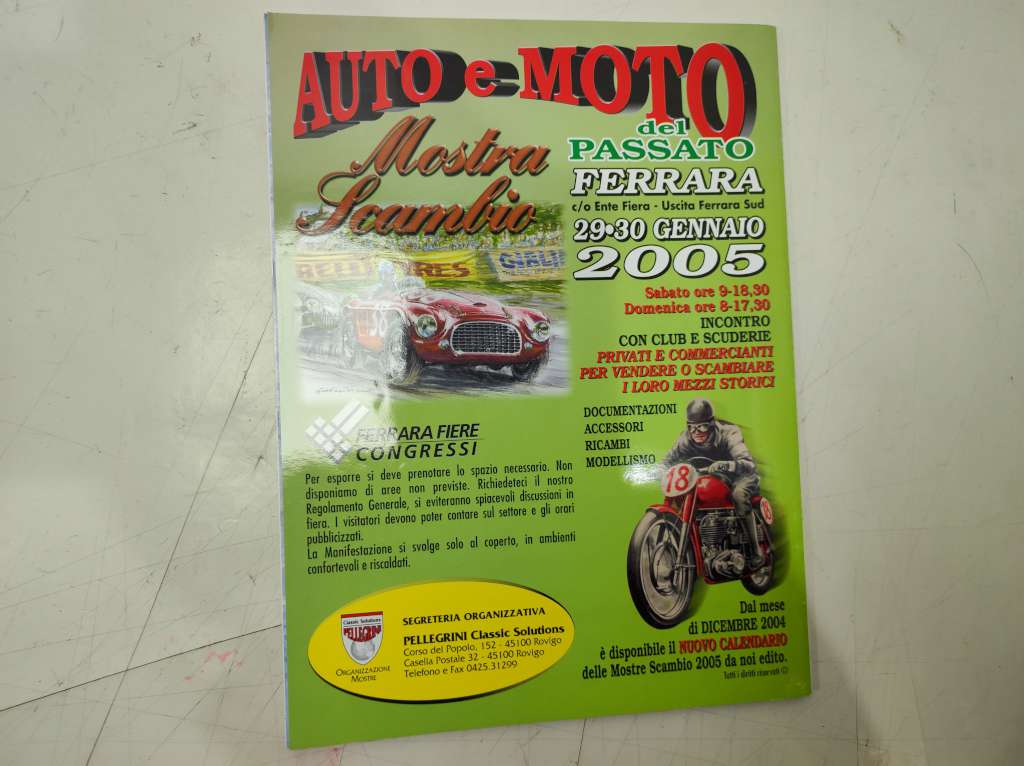 AUTO e MOTO
del
PASSATO
Mostra
Scambio
FERRARA
c/o Ente Fiera - Uscita Ferrara Sud
29•30 GENNAIO
2005
Sabato ore 9-18,30
Domenica ore 8-17,30
INCONTRO
CON CLUB E SCUDERIE
PRIVATI E COMMERCIANTI
PER VENDERE O SCAMBIARE
I LORO MEZZI STORICI
38
DOCUMENTAZIONI
ACCESSORI
RICAMBI
MODELLISMO
18
FERRARA FIERE
CONGRESSI
Per esporre si deve prenotare lo spazio necessario. Non
disponiamo di aree non previste. Richiedeteci il nostro
Regolamento Generale, si eviteranno spiacevoli discussioni in
fiera. I visitatori devono poter contare sul settore e gli orari
pubblicizzati.
La Manifestazione si svolge solo al coperto, in ambienti
confortevoli e riscaldati.
Classic Solutions
PELLEGRINI
ORGANIZZAZIONE
MOSTRE
SEGRETERIA ORGANIZZATIVA
PELLEGRINI Classic Solutions
Corso del Popolo, 152 - 45100 Rovigo
Casella Postale 32 - 45100 Rovigo
Telefono e Fax 0425.31299
Dal mese
di DICEMBRE 2004
è disponibile il NUOVO CALENDARIO
delle Mostre Scambio 2005 da noi edito.
Tutti i diritti riservati ©